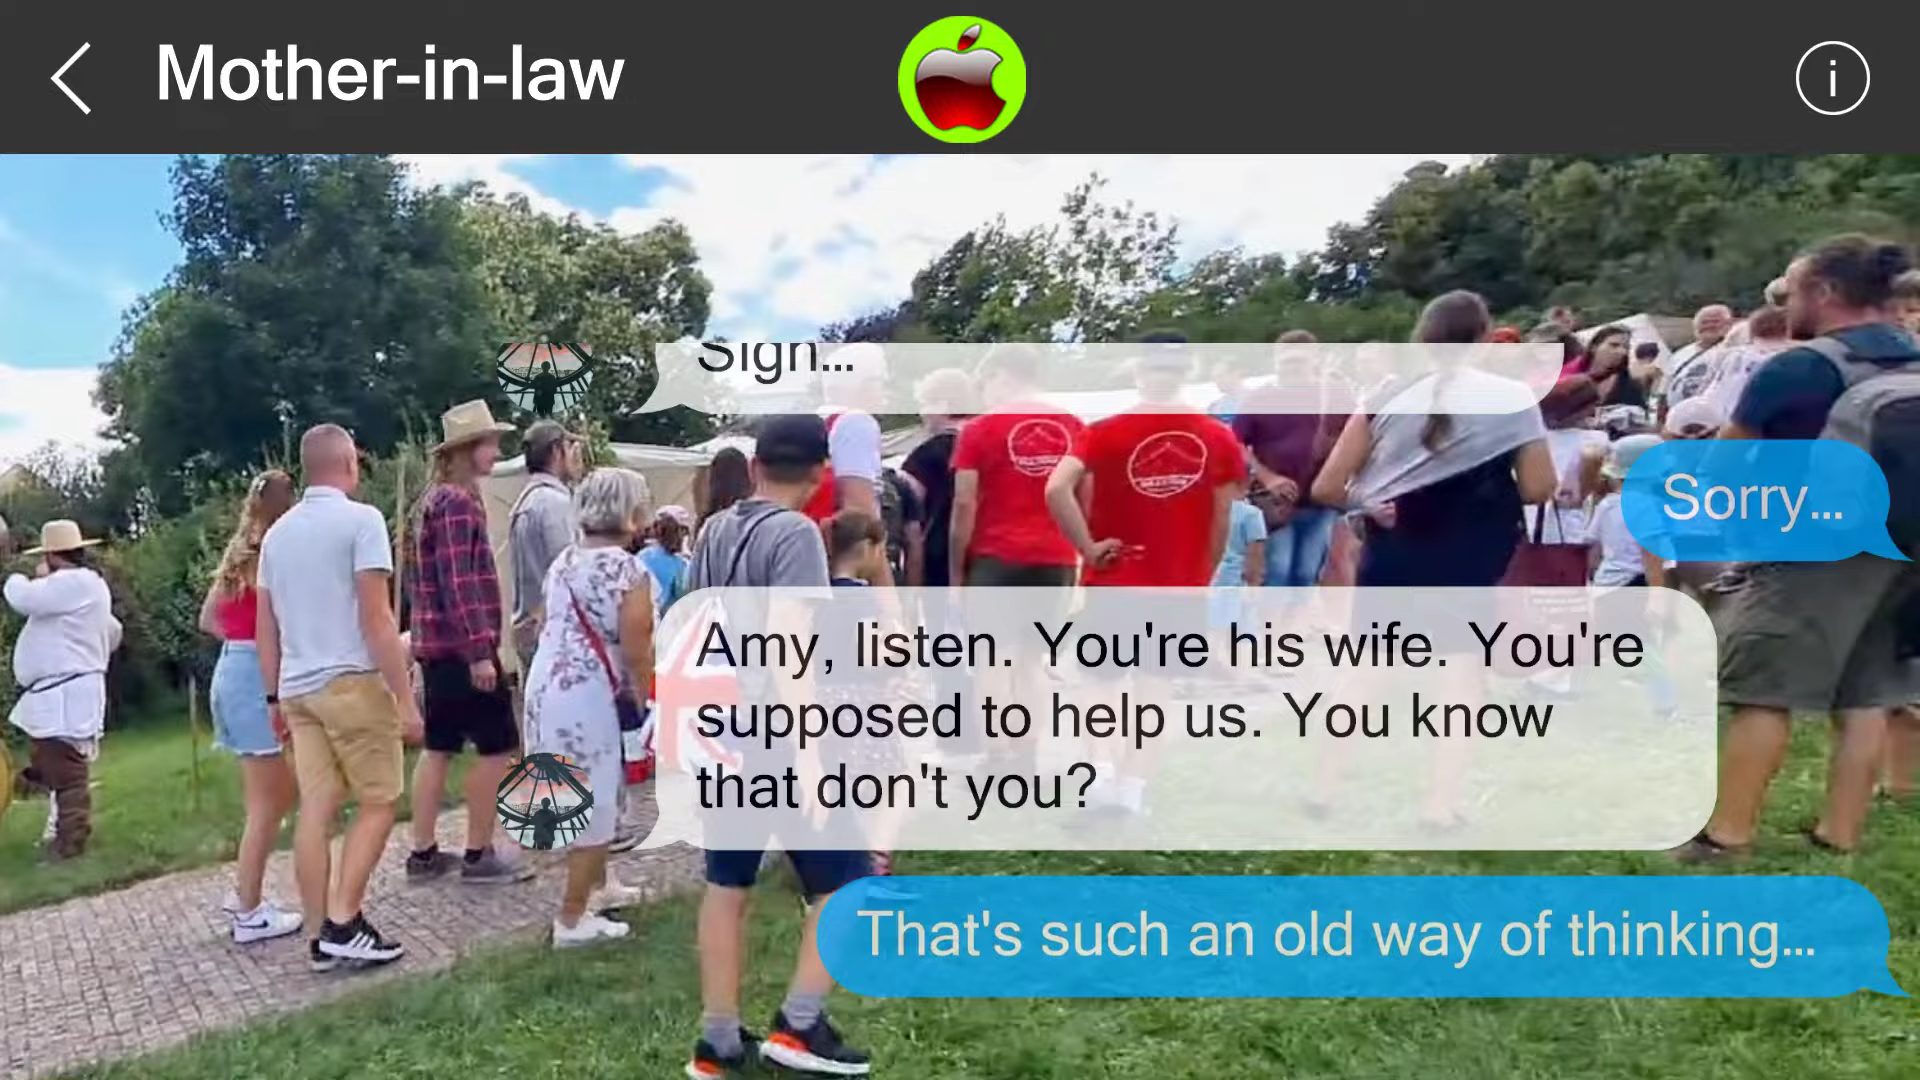 Mother-in-law
Sigh...
Sorry...
Amy, listen. You're his wife. You're
supposed to help us. You know
that don't you?
That's such an old way of thinking...